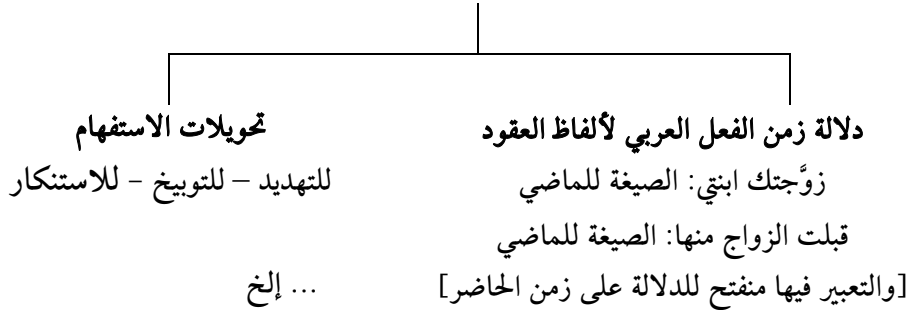 دلالة زمن الفعل العربي لألفاظ العقود
زوَّجتك ابنتي: الصيغة للماضي
قبلت الزواج منها: الصيغة للماضي
[والتعبير فيها منفتح للدلالة على زمن الحاضر]
تحويلات الاستفهام
للتهديد – للتوبيخ – للاستنكار
... إلخ